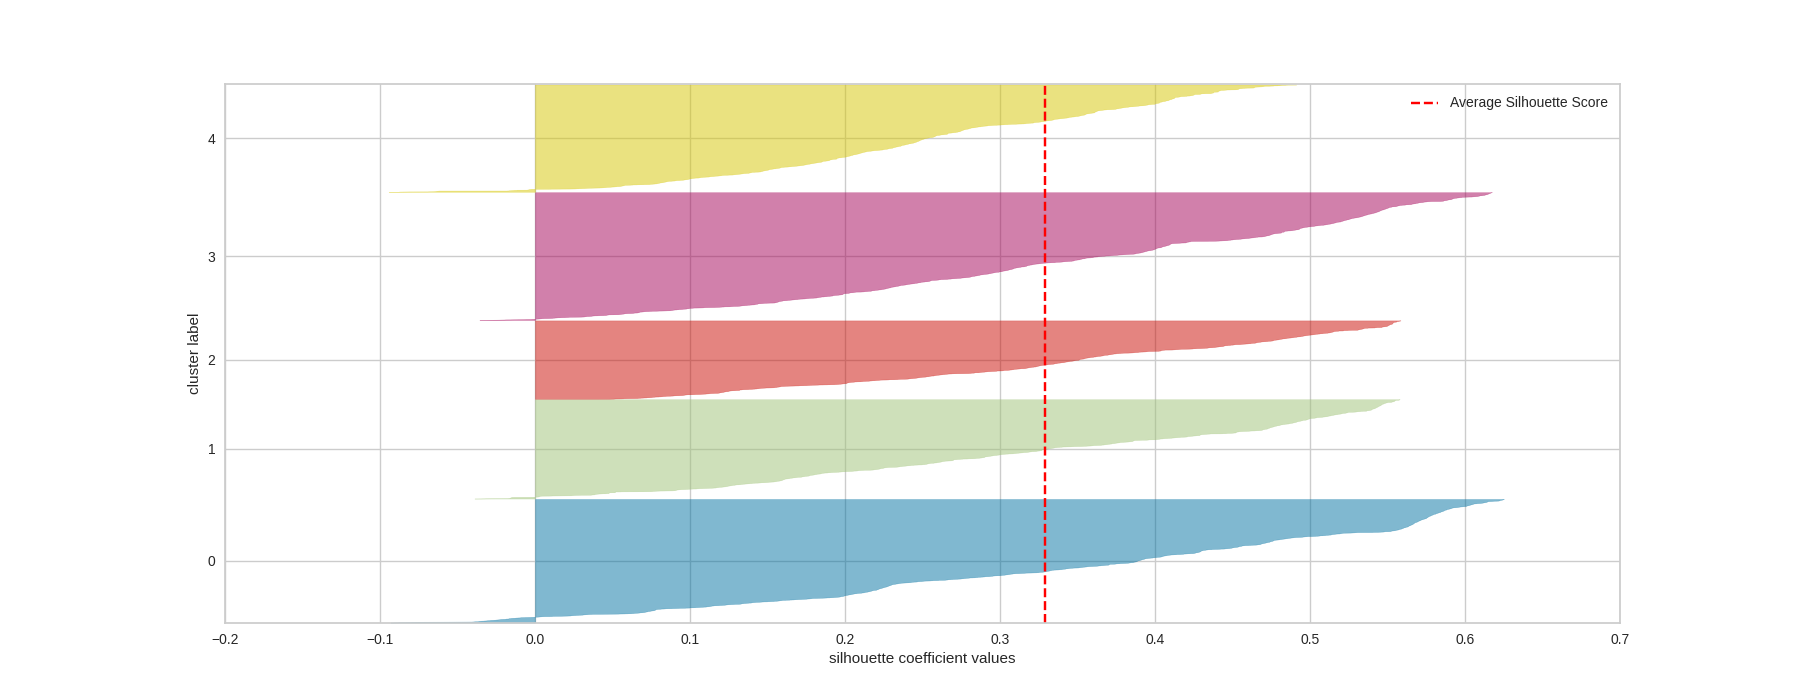 Average Silhouette Score
4
3
2
1
0
cluster label
−0.2 −0.1 0.0 0.1 0.2 0.3 0.4 0.5 0.6 0.7
silhouette coefficient values